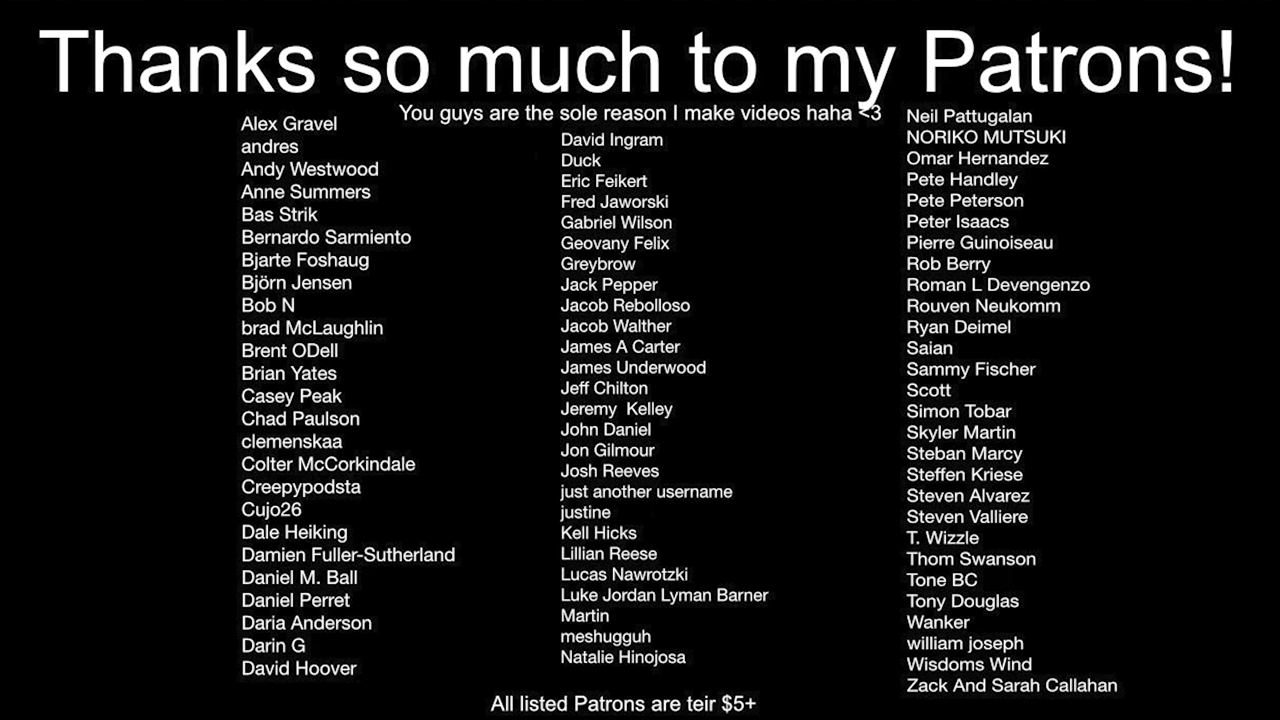 Thanks so much to my Patrons!
You guys are the sole reason I make videos haha <3
Alex Gravel
andres
Andy Westwood
Anne Summers
Bas Strik
Bernardo Sarmiento
Bjarte Foshaug
Björn Jensen
Bob N
brad McLaughlin
Brent ODell
Brian Yates
Casey Peak
Chad Paulson
clemenskaa
Colter McCorkindale
Creepypodsta
Cujo26
Dale Heiking
Damien Fuller-Sutherland
Daniel M. Ball
Daniel Perret
Daria Anderson
Darin G
David Hoover
David Ingram
Duck
Eric Feikert
Fred Jaworski
Gabriel Wilson
Geovany Felix
Greybrow
Jack Pepper
Jacob Rebolloso
Jacob Walther
James A Carter
James Underwood
Jeff Chilton
Jeremy  Kelley
John Daniel
Jon Gilmour
Josh Reeves
just another username
justine
Kell Hicks
Lillian Reese
Lucas Nawrotzki
Luke Jordan Lyman Barner
Martin
meshugguh
Natalie Hinojosa
Neil Pattugalan
NORIKO MUTSUKI
Omar Hernandez
Pete Handley
Pete Peterson
Peter Isaacs
Pierre Guinoiseau
Rob Berry
Roman L Devengenzo
Rouven Neukomm
Ryan Deimel
Saian
Sammy Fischer
Scott
Simon Tobar
Skyler Martin
Steban Marcy
Steffen Kriese
Steven Alvarez
Steven Valliere
T. Wizzle
Thom Swanson
Tone BC
Tony Douglas
Wanker
william joseph
Wisdoms Wind
Zack And Sarah Callahan
All listed Patrons are teir $5+